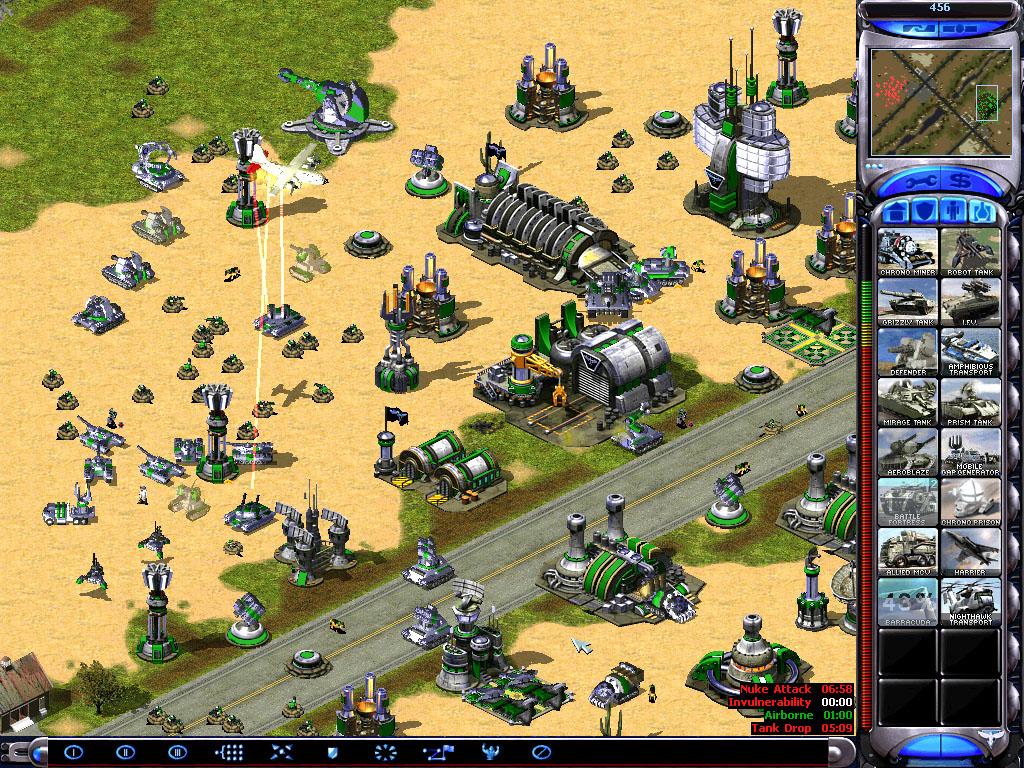 456
CHRONO MINER
ROBOT TANK
GRIZZLY TANK
I.F.V.
DEFENDER
AMPHIBIOUS TRANSPORT
MIRAGE TANK
PRISM TANK
AEROBLAZE
MOBILE GAP GENERATOR
BATTLE FORTRESS
CHRONO PRISON
ALLIED MCV
HARRIER
BARRACUDA
NIGHTHAWK TRANSPORT
Nuke Attack 06:58
Invulnerability 00:00
Airborne 01:00
Tank Drop 05:09